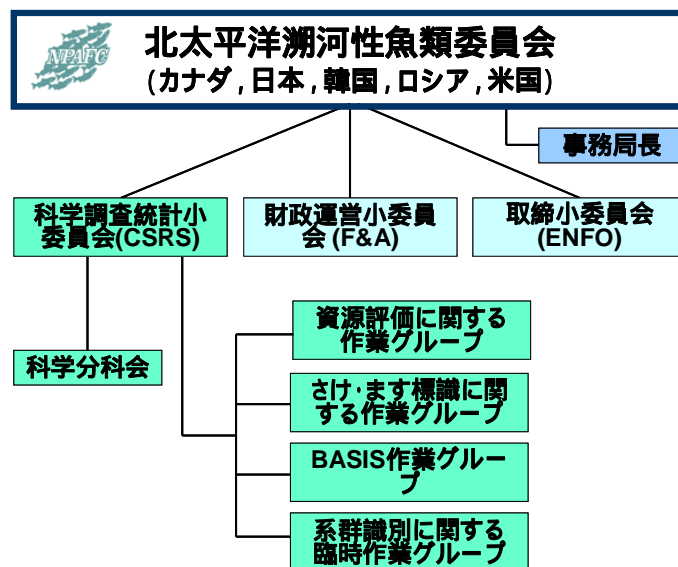 NPAFC
北太平洋溯河性魚類委員会
(カナダ,日本,韓国,ロシア,米国)
事務局長
科学調査統計小
委員会(CSRS)
財政運営小委員
会 (F&A)
取締小委員会
(ENFO)
資源評価に関する
作業グループ
科学分科会
さけ・ます標識に関
する作業グループ
BASIS作業グルー
プ
系群識別に関する
臨時作業グループ